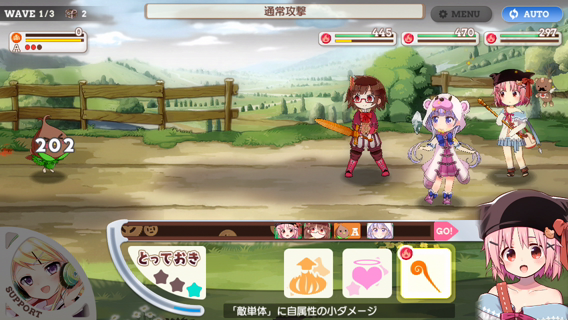 WAVE 1/3
2
通常攻撃
MENU
AUTO
0
A
445
470
297
202
A
GO!
とっておき
SUPPORT
「敵単体」に自属性の小ダメージ